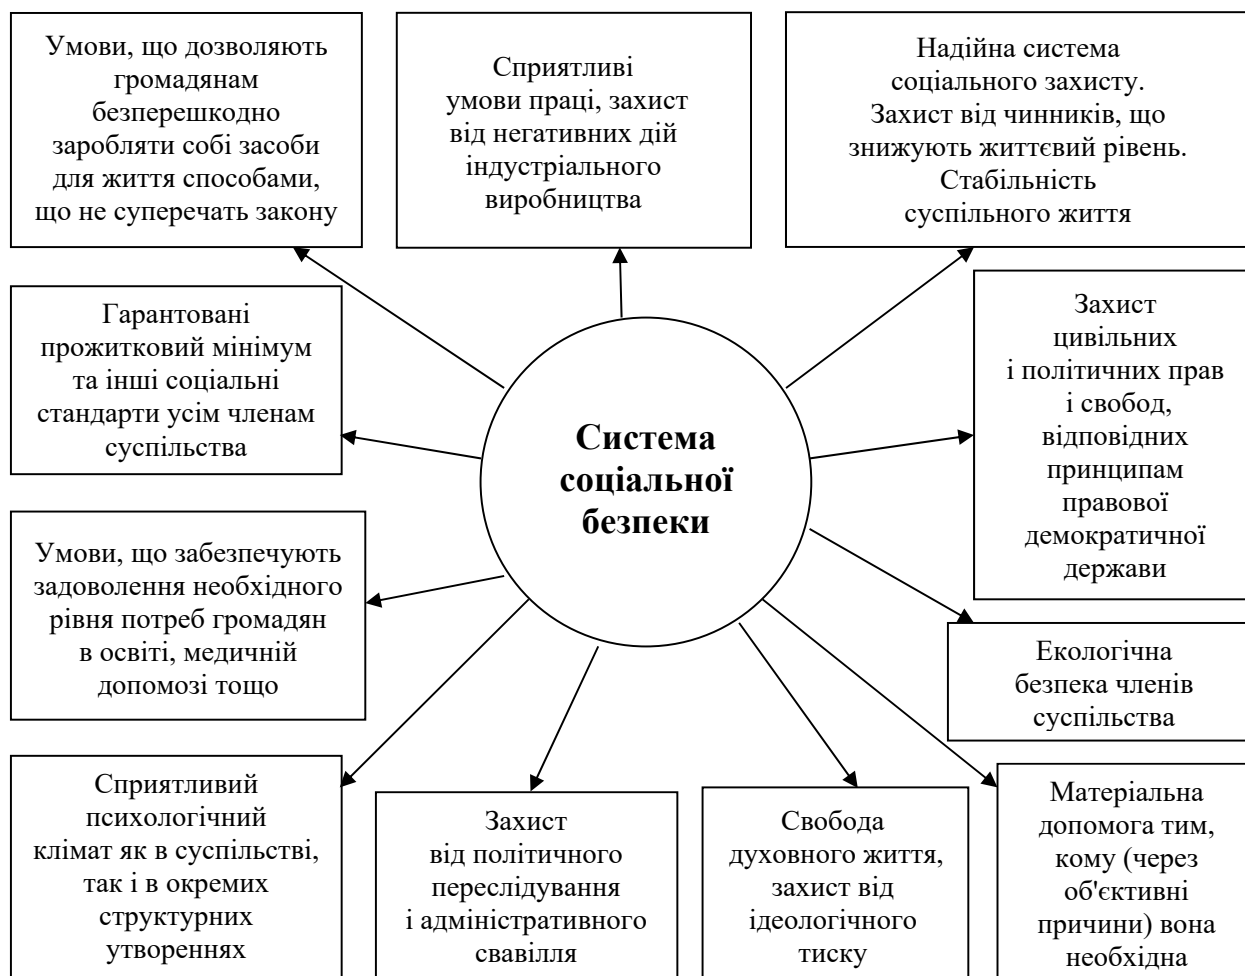 Умови, що дозволяють
громадянам
безперешкодно
заробляти собі засоби
для життя способами,
що не суперечать закону
Сприятливі
умови праці, захист
від негативних дій
індустріального
виробництва
Надійна система
соціального захисту.
Захист від чинників, що
знижують життєвий рівень.
Стабільність
суспільного життя
Гарантовані
прожитковий мінімум
та інші соціальні
стандарти усім членам
суспільства
Система
соціальної
безпеки
Захист
цивільних
і політичних прав
і свобод,
відповідних
принципам
правової
демократичної
держави
Умови, що забезпечують
задоволення необхідного
рівня потреб громадян
в освіті, медичній
допомозі тощо
Екологічна
безпека членів
суспільства
Сприятливий
психологічний
клімат як в суспільстві,
так і в окремих
структурних
утвореннях
Захист
від політичного
переслідування
і адміністративного
свавілля
Свобода
духовного життя,
захист від
ідеологічного
тиску
Матеріальна
допомога тим,
кому (через
об'єктивні
причини) вона
необхідна